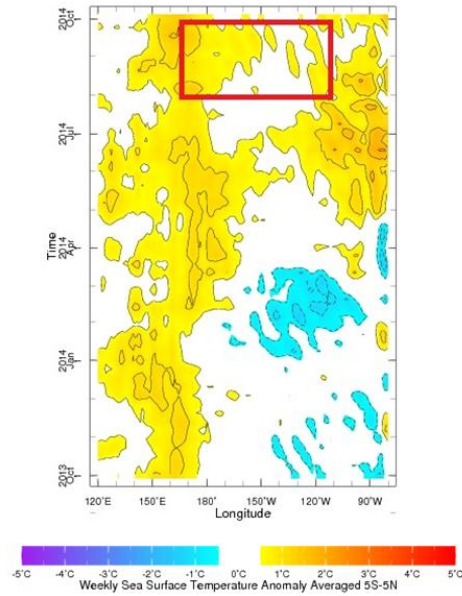 2014
Oct
2014
Jul
2014
Apr
2014
Jan
2013
Oct
Time
120˚E 150˚E 180˚ 150˚W 120˚W 90˚W
Longitude
-5˚C -4˚C -3˚C -2˚C -1˚C 0˚C 1˚C 2˚C 3˚C 4˚C 5˚C
Weekly Sea Surface Temperature Anomaly Averaged 5S-5N